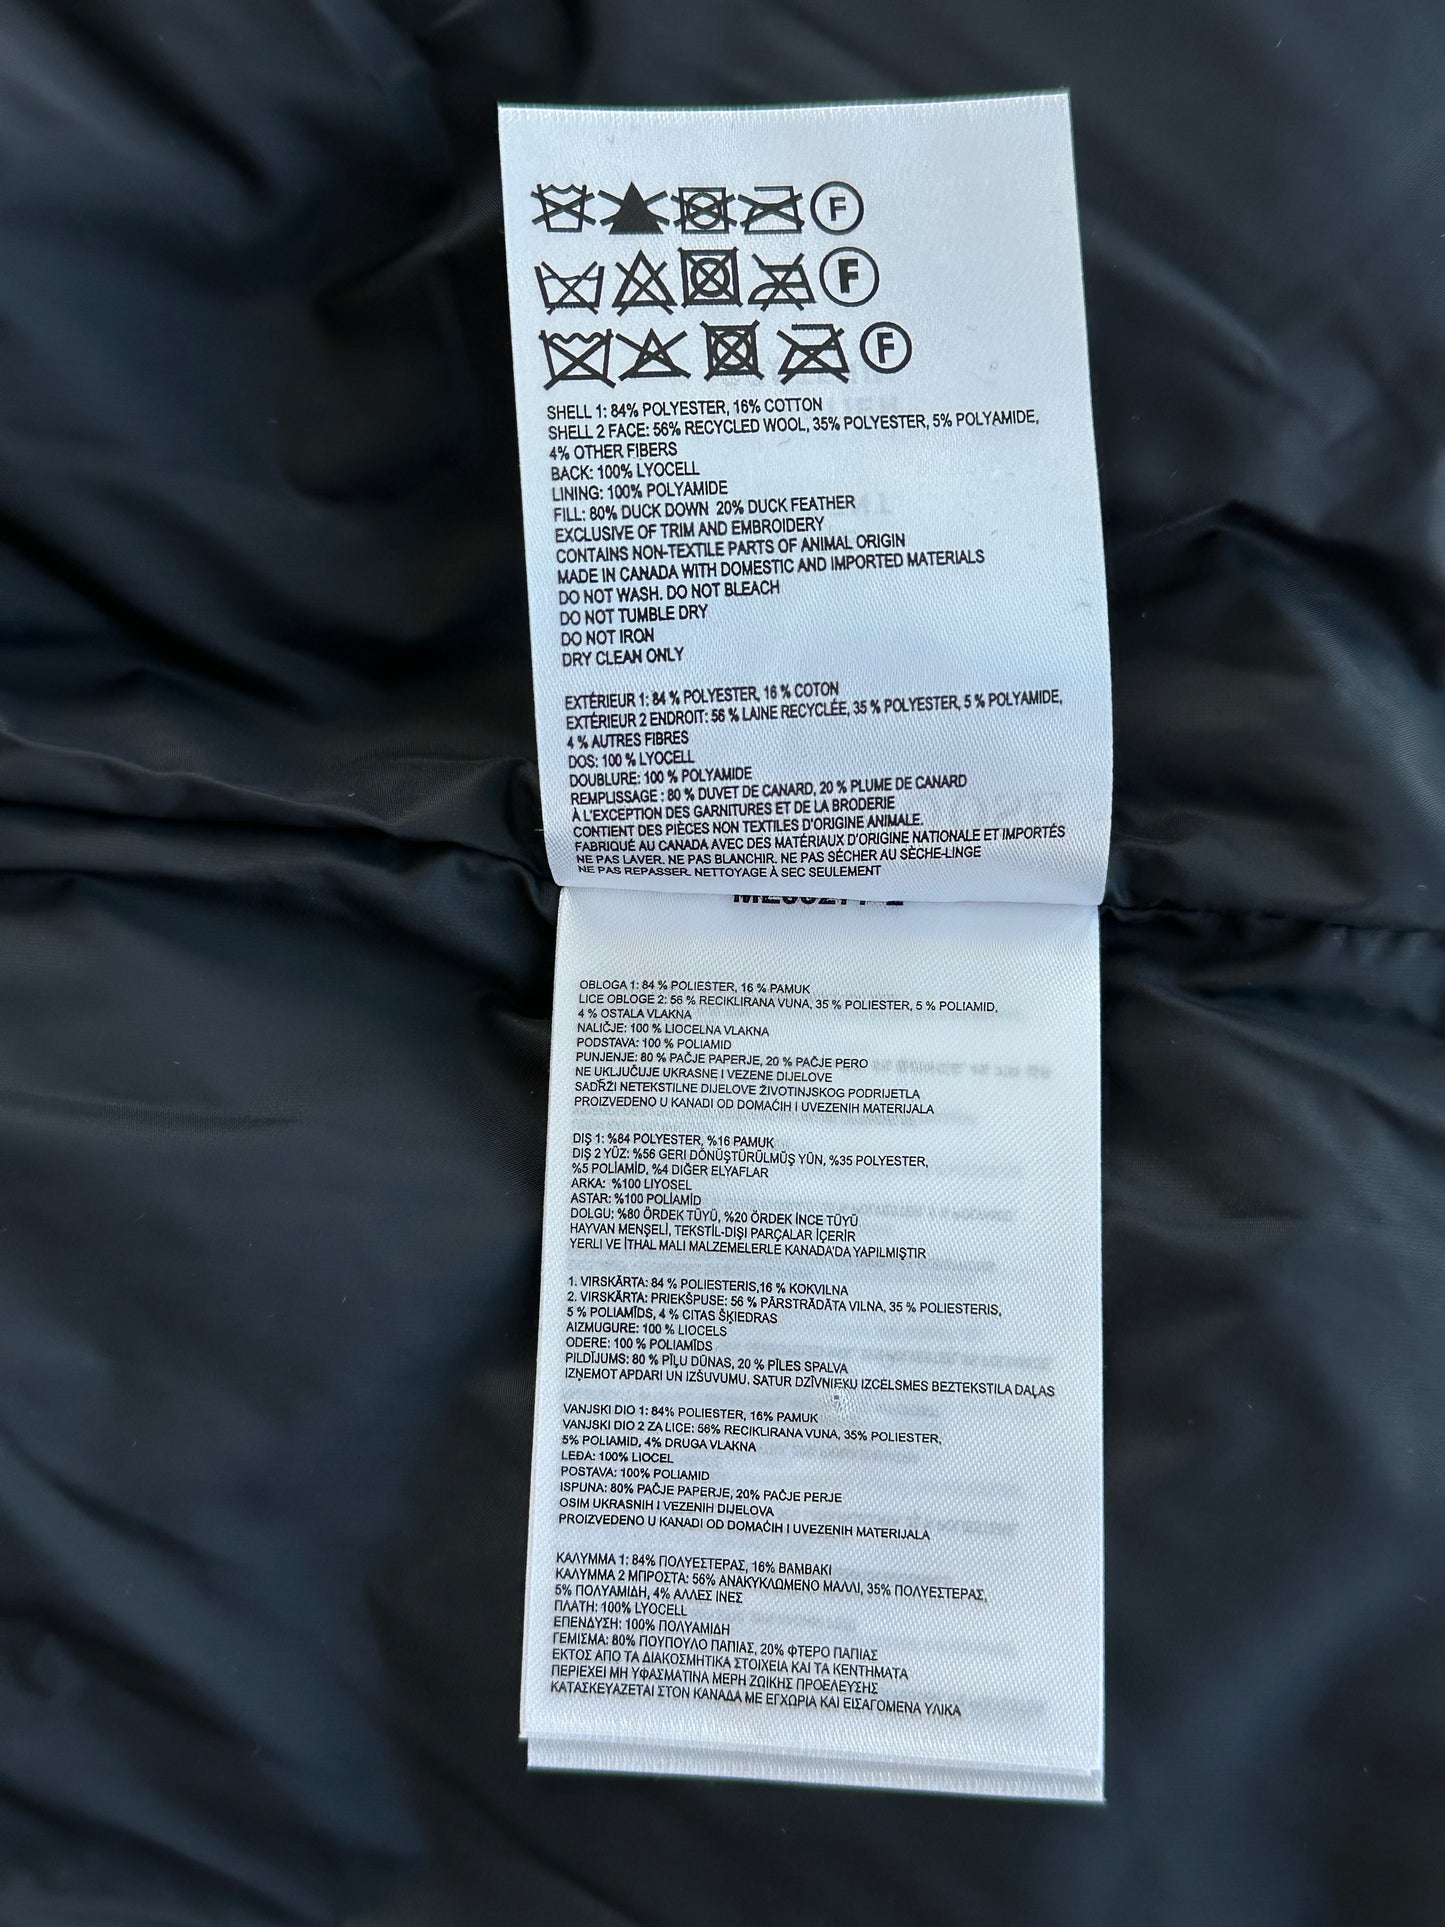 F
F
F
SHELL 1: 84% POLYESTER, 16% COTTON
SHELL 2 FACE: 56% RECYCLED WOOL, 35% POLYESTER, 5% POLYAMIDE,
4% OTHER FIBERS
BACK: 100% LYOCELL
LINING: 100% POLYAMIDE
FILL: 80% DUCK DOWN 20% DUCK FEATHER
EXCLUSIVE OF TRIM AND EMBROIDERY
CONTAINS NON-TEXTILE PARTS OF ANIMAL ORIGIN
MADE IN CANADA WITH DOMESTIC AND IMPORTED MATERIALS
DO NOT WASH. DO NOT BLEACH
DO NOT TUMBLE DRY
DO NOT IRON
DRY CLEAN ONLY
EXTÉRIEUR 1: 84 % POLYESTER, 16 % COTON
EXTÉRIEUR 2 ENDROIT: 56 % LAINE RECYCLÉE, 35 % POLYESTER, 5 % POLYAMIDE,
4 % AUTRES FIBRES
DOS: 100 % LYOCELL
DOUBLURE: 100 % POLYAMIDE
REMPLISSAGE : 80 % DUVET DE CANARD, 20 % PLUME DE CANARD
À L'EXCEPTION DES GARNITURES ET DE LA BRODERIE
CONTIENT DES PIÈCES NON TEXTILES D'ORIGINE ANIMALE.
FABRIQUÉ AU CANADA AVEC DES MATÉRIAUX D'ORIGINE NATIONALE ET IMPORTÉS
NE PAS LAVER. NE PAS BLANCHIR. NE PAS SÉCHER AU SÈCHE-LINGE
NE PAS REPASSER. NETTOYAGE À SEC SEULEMENT
OBLOGA 1: 84 % POLIESTER, 16 % PAMUK
LICE OBLOGE 2: 56 % RECIKLIRANA VUNA, 35 % POLIESTER, 5 % POLIAMID,
4 % OSTALA VLAKNA
NALIČJE: 100 % LIOCELNA VLAKNA
PODSTAVA: 100 % POLIAMID
PUNJENJE: 80 % PAČJE PAPERJE, 20 % PAČJE PERO
NE UKLJUČUJE UKRASNE I VEZENE DIJELOVE
SADRŽI NETEKSTILNE DIJELOVE ŽIVOTINJSKOG PODRIJETLA
PROIZVEDENO U KANADI OD DOMAĆIH I UVEZENIH MATERIJALA
DIŞ 1: %84 POLYESTER, %16 PAMUK
DIŞ 2 YÜZ: %56 GERI DÖNÜŞTÜRÜLMÜŞ YÜN, %35 POLYESTER,
%5 POLİAMİD, %4 DIĞER ELYAFLAR
ARKA: %100 LIYOSEL
ASTAR: %100 POLİAMİD
DOLGU: %80 ÖRDEK TÜYÜ, %20 ÖRDEK İNCE TÜYÜ
HAYVAN MENŞELİ, TEKSTİL-DIŞI PARÇALAR İÇERİR
YERLI VE İTHAL MALI MALZEMELERLE KANADA'DA YAPILMIŞTIR
1. VIRSKĀRTA: 84 % POLIESTERIS,16 % KOKVILNA
2. VIRSKĀRTA: PRIEKŠPUSE: 56 % PĀRSTRĀDĀTA VILNA, 35 % POLIESTERIS,
5 % POLIAMĪDS, 4 % CITAS ŠĶIEDRAS
AIZMUGURE: 100 % LIOCELS
ODERE: 100 % POLIAMĪDS
PILDĪJUMS: 80 % PĪĻU DŪNAS, 20 % PĪLES SPALVA
IZŅEMOT APDARI UN IZŠUVUMU. SATUR DZĪVNIEKU IZCELSMES BEZTEKSTILA DAĻAS
VANJSKI DIO 1: 84% POLIESTER, 16% PAMUK
VANJSKI DIO 2 ZA LICE: 56% RECIKLIRANA VUNA, 35% POLIESTER,
5% POLIAMID, 4% DRUGA VLAKNA
LEĐA: 100% LIOCEL
POSTAVA: 100% POLIAMID
ISPUNA: 80% PAČJE PAPERJE, 20% PAČJE PERJE
OSIM UKRASNIH I VEZENIH DIJELOVA
PROIZVEDENO U KANADI OD DOMAĆIH I UVEZENIH MATERIJALA
ΚΑΛΥΜΜΑ 1: 84% ΠΟΛΥΕΣΤΕΡΑΣ, 16% ΒΑΜΒΑΚΙ
ΚΑΛΥΜΜΑ 2 ΜΠΡΟΣΤΑ: 56% ΑΝΑΚΥΚΛΩΜΕΝΟ ΜΑΛΛΙ, 35% ΠΟΛΥΕΣΤΕΡΑΣ,
5% ΠΟΛΥΑΜΙΔΗ, 4% ΑΛΛΕΣ ΙΝΕΣ
ΠΛΑΤΗ: 100% LYOCELL
ΕΠΕΝΔΥΣΗ: 100% ΠΟΛΥΑΜΙΔΗ
ΓΕΜΙΣΜΑ: 80% ΠΟΥΠΟΥΛΟ ΠΑΠΙΑΣ, 20% ΦΤΕΡΟ ΠΑΠΙΑΣ
ΕΚΤΟΣ ΑΠΟ ΤΑ ΔΙΑΚΟΣΜΗΤΙΚΑ ΣΤΟΙΧΕΙΑ ΚΑΙ ΤΑ ΚΕΝΤΗΜΑΤΑ
ΠΕΡΙΕΧΕΙ ΜΗ ΥΦΑΣΜΑΤΙΝΑ ΜΕΡΗ ΖΩΙΚΗΣ ΠΡΟΕΛΕΥΣΗΣ
ΚΑΤΑΣΚΕΥΑΖΕΤΑΙ ΣΤΟΝ ΚΑΝΑΔΑ ΜΕ ΕΓΧΩΡΙΑ ΚΑΙ ΕΙΣΑΓΟΜΕΝΑ ΥΛΙΚΑ